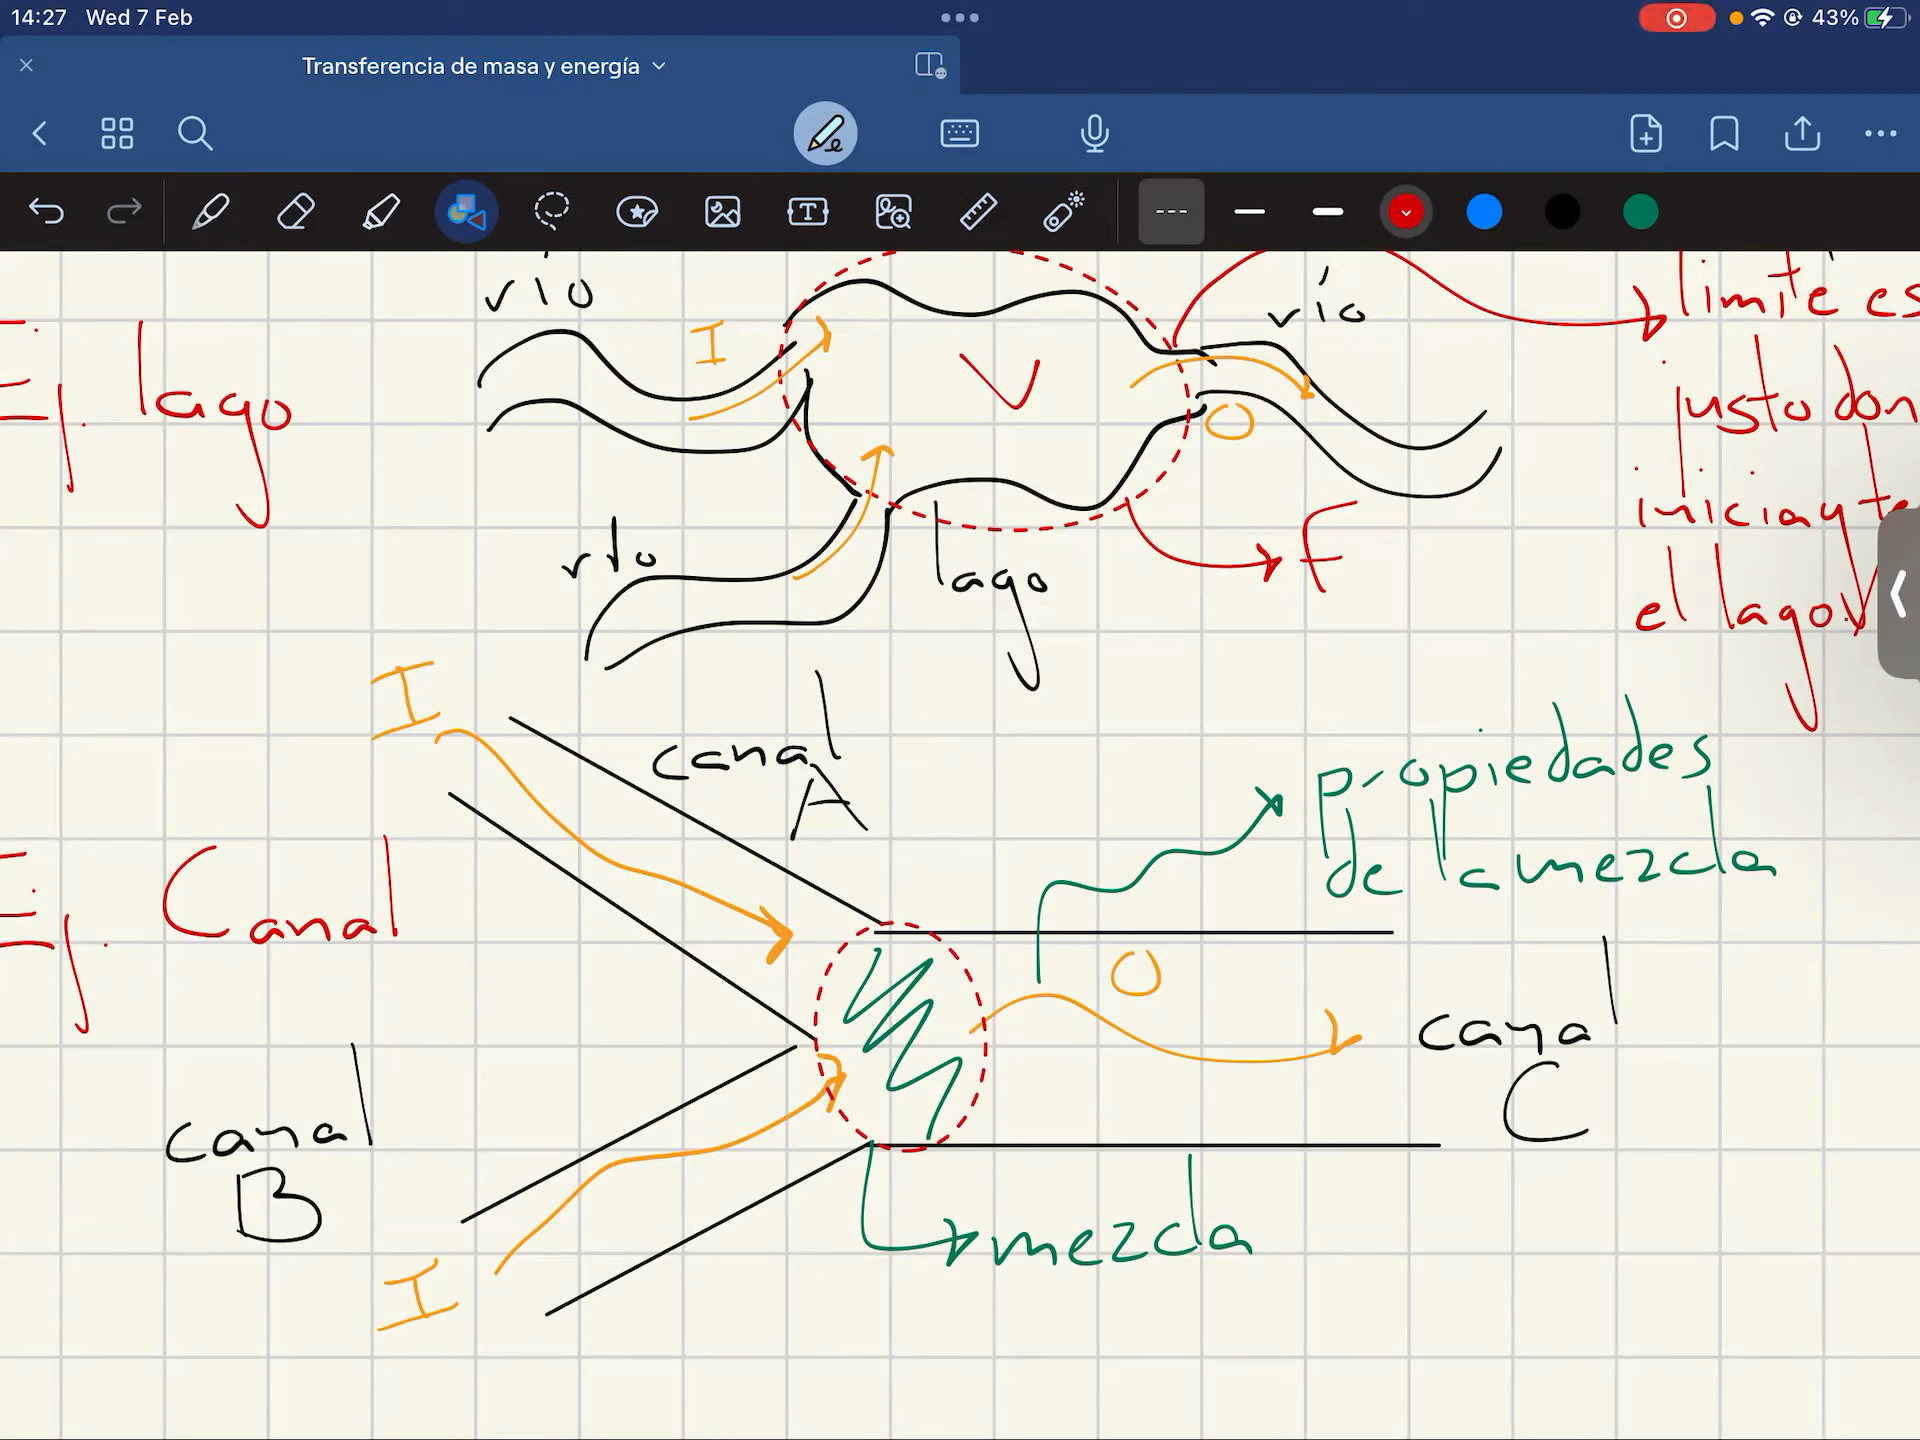 14:27 Wed 7 Feb
43%
Transferencia de masa y energía
río
I
V
río
O
límite es
Ej. lago
justo don
inicia y te
río
lago
F
el lago
I
canal
A
propiedades
de la mezcla
Ej. Canal
O
canal
C
canal
B
mezcla
I